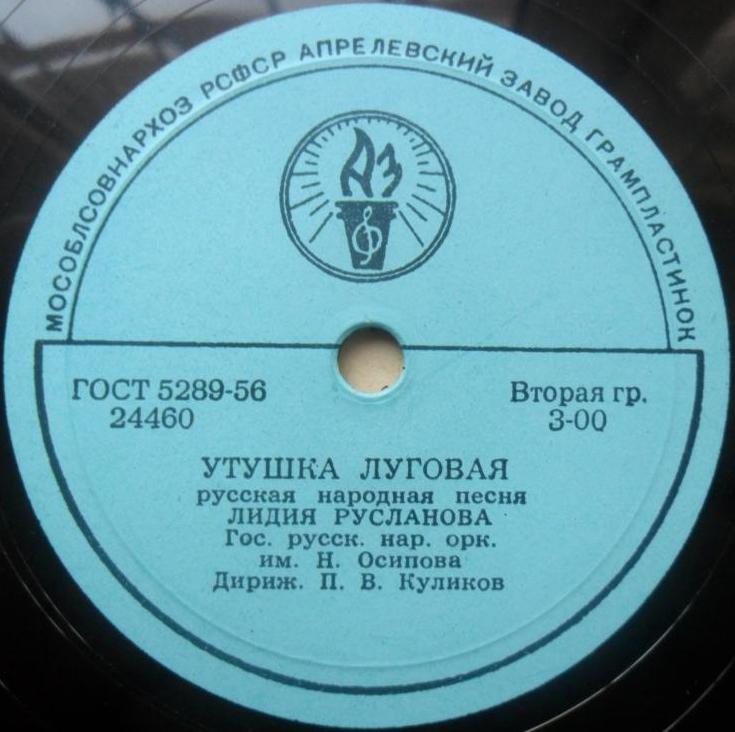 МОСОБЛСОВНАРХОЗ РСФСР АПРЕЛЕВСКИЙ ЗАВОД ГРАМПЛАСТИНОК
АЗ
ГОСТ 5289-56
24460
Вторая гр.
3-00
УТУШКА ЛУГОВАЯ
русская народная песня
ЛИДИЯ РУСЛАНОВА
Гос. русск. нар. орк.
им. Н. Осипова
Дириж. П. В. Куликов